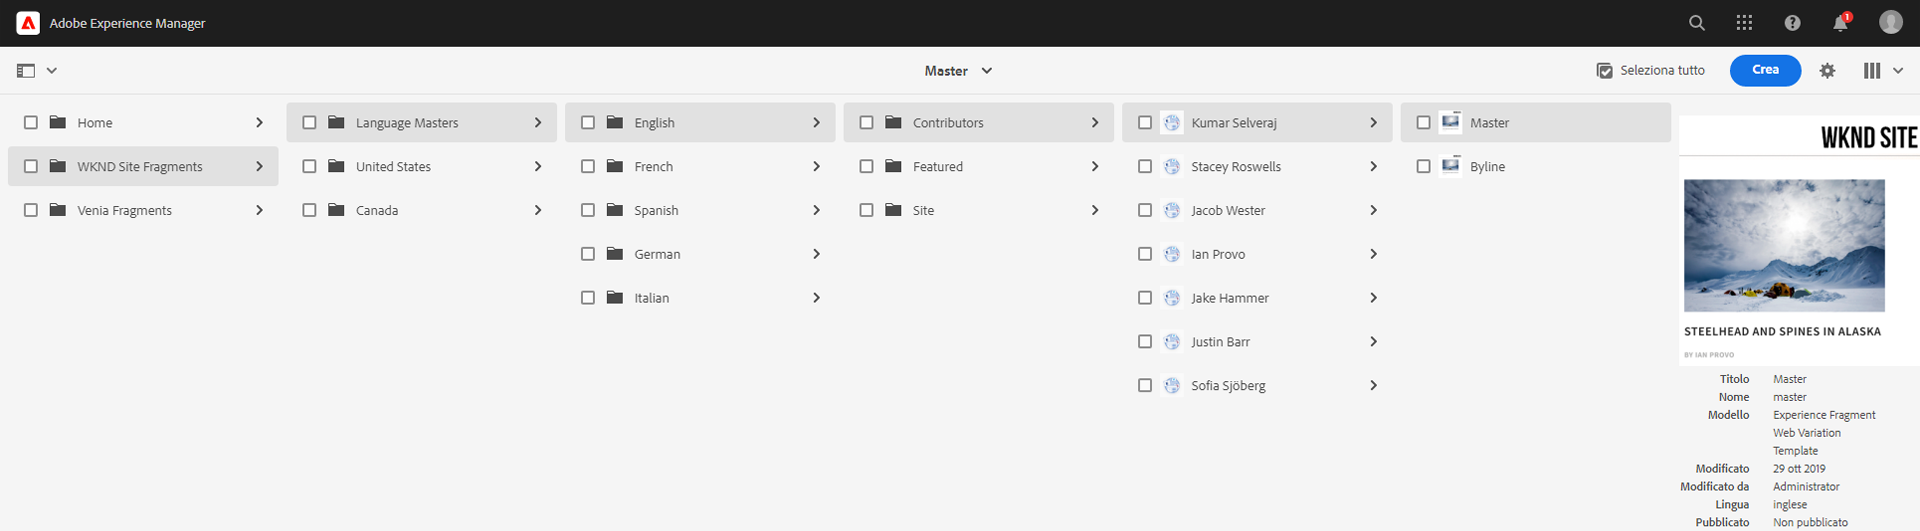 Adobe Experience Manager
1
Master
Seleziona tutto
Crea
Home
WKND Site Fragments
Venia Fragments
Language Masters
United States
Canada
English
French
Spanish
German
Italian
Contributors
Featured
Site
Kumar Selveraj
Stacey Roswells
Jacob Wester
Ian Provo
Jake Hammer
Justin Barr
Sofia Sjöberg
Master
Byline
WKND SITE
STEELHEAD AND SPINES IN ALASKA
BY IAN PROVO
Titolo Master
Nome master
Modello Experience Fragment
Web Variation
Template
Modificato 29 ott 2019
Modificato da Administrator
Lingua inglese
Pubblicato Non pubblicato